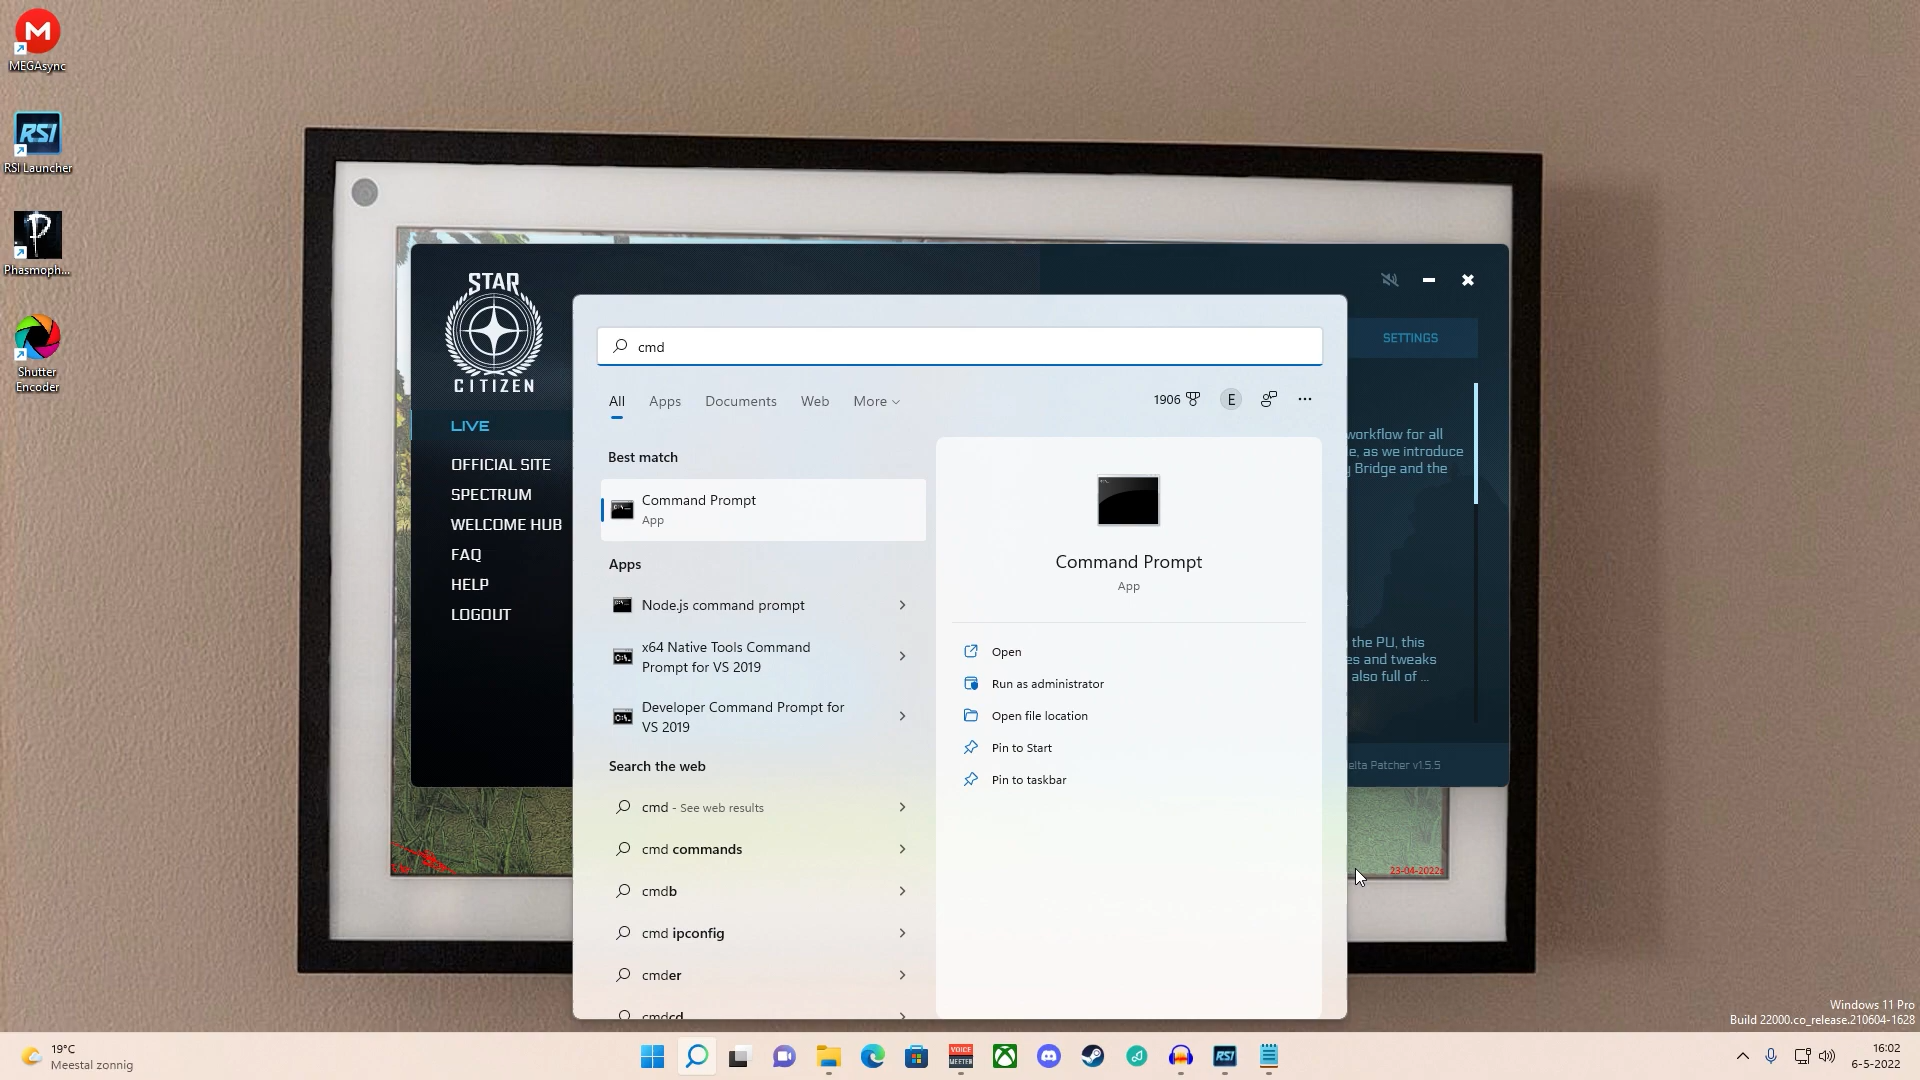 MEGAsync
RSI
RSI Launcher
Phasmoph...
Shutter
Encoder
STAR
CITIZEN
LIVE
OFFICIAL SITE
SPECTRUM
WELCOME HUB
FAQ
HELP
LOGOUT
SETTINGS
workflow for all
as we introduce
Bridge and the
the PU, this
and tweaks
also full of ...
Patcher v1.5.5
cmd
All
Apps
Documents
Web
More
1906
E
Best match
Command Prompt
App
Apps
Node.js command prompt
x64 Native Tools Command
Prompt for VS 2019
Developer Command Prompt for
VS 2019
Search the web
cmd - See web results
cmd commands
cmdb
cmd ipconfig
cmder
cmdcd
Command Prompt
App
Open
Run as administrator
Open file location
Pin to Start
Pin to taskbar
23-04-2022
Windows 11 Pro
Build 22000.co_release.210604-1628
19°C
Meestal zonnig
VOICE
MEETER
RSI
16:02
6-5-2022